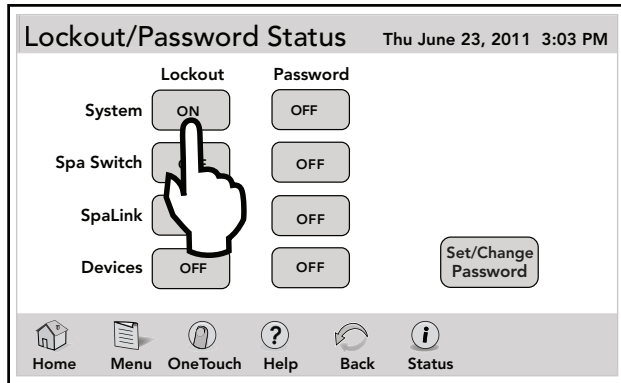 Lockout/Password Status Thu June 23, 2011 3:03 PM
Lockout Password
System ON OFF
Spa Switch OFF
SpaLink OFF
Devices OFF OFF
Set/Change
Password
Home Menu OneTouch Help Back Status